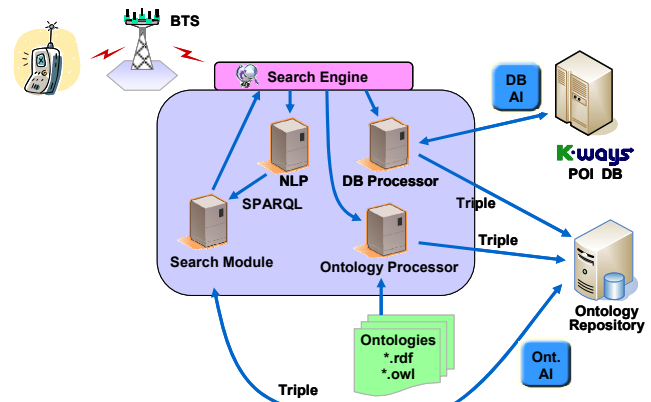 BTS
Search Engine
DB
AI
K·ways
POI DB
NLP
DB Processor
SPARQL
Triple
Search Module
Ontology Processor
Triple
Ontology
Repository
Ontologies
*.rdf
*.owl
Ont.
AI
Triple